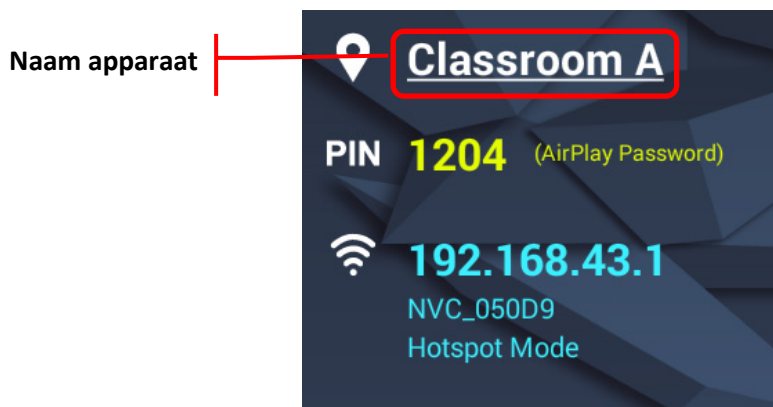 Naam apparaat
Classroom A
PIN 1204 (AirPlay Password)
192.168.43.1
NVC_050D9
Hotspot Mode